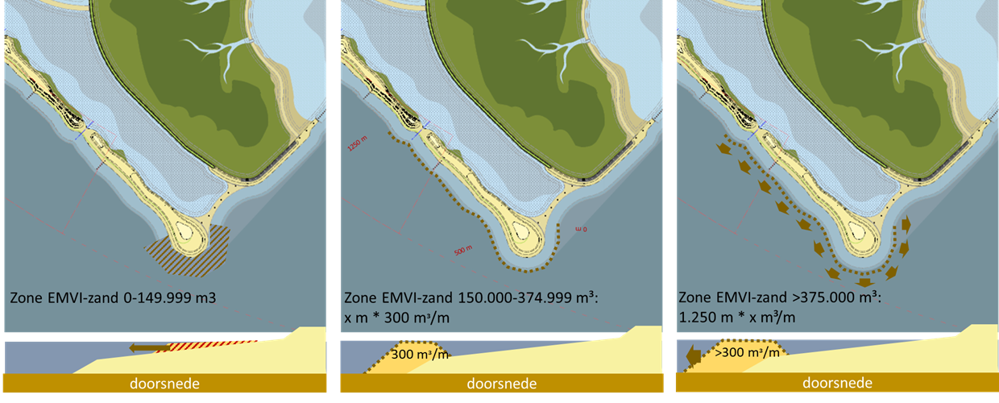 Zone EMVI-zand 0-149.999 m3
doorsnede
1250 m
500 m
0 m
Zone EMVI-zand 150.000-374.999 m³:
x m * 300 m³/m
300 m³/m
doorsnede
Zone EMVI-zand >375.000 m³:
1.250 m * x m³/m
>300 m³/m
doorsnede